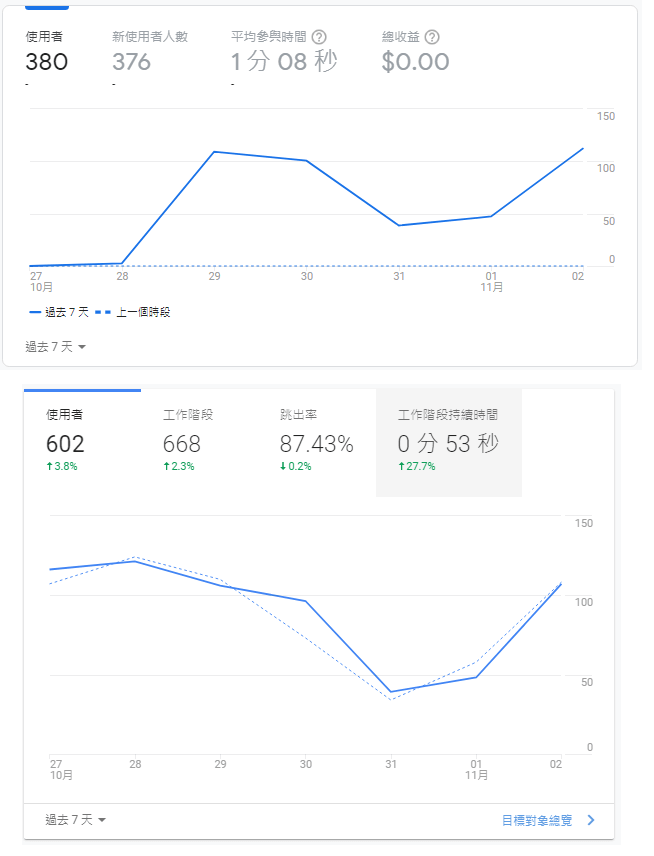 使用者 新使用者人數 平均參與時間 總收益
380 376 1 分 08 秒 $0.00
150
100
50
0
27 28 29 30 31 01 02
10月 11月
過去 7 天 上一個時段
過去 7 天
使用者 工作階段 跳出率 工作階段持續時間
602 668 87.43% 0 分 53 秒
↑3.8% ↑2.3% ↓0.2% ↑27.7%
150
100
50
0
27 28 29 30 31 01 02
10月 11月
過去 7 天 目標對象總覽